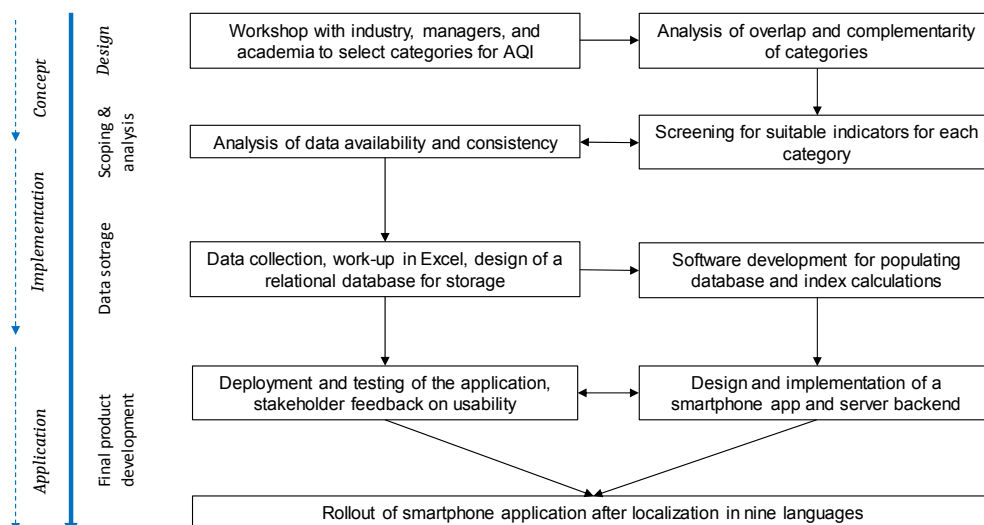 Concept
Implementation
Application
Design
Scoping &
analysis
Data sotrage
Final product
development
Workshop with industry, managers, and
academia to select categories for AQI
Analysis of overlap and complementarity
of categories
Analysis of data availability and consistency
Screening for suitable indicators for each
category
Data collection, work-up in Excel, design of a
relational database for storage
Software development for populating
database and index calculations
Deployment and testing of the application,
stakeholder feedback on usability
Design and implementation of a
smartphone app and server backend
Rollout of smartphone application after localization in nine languages